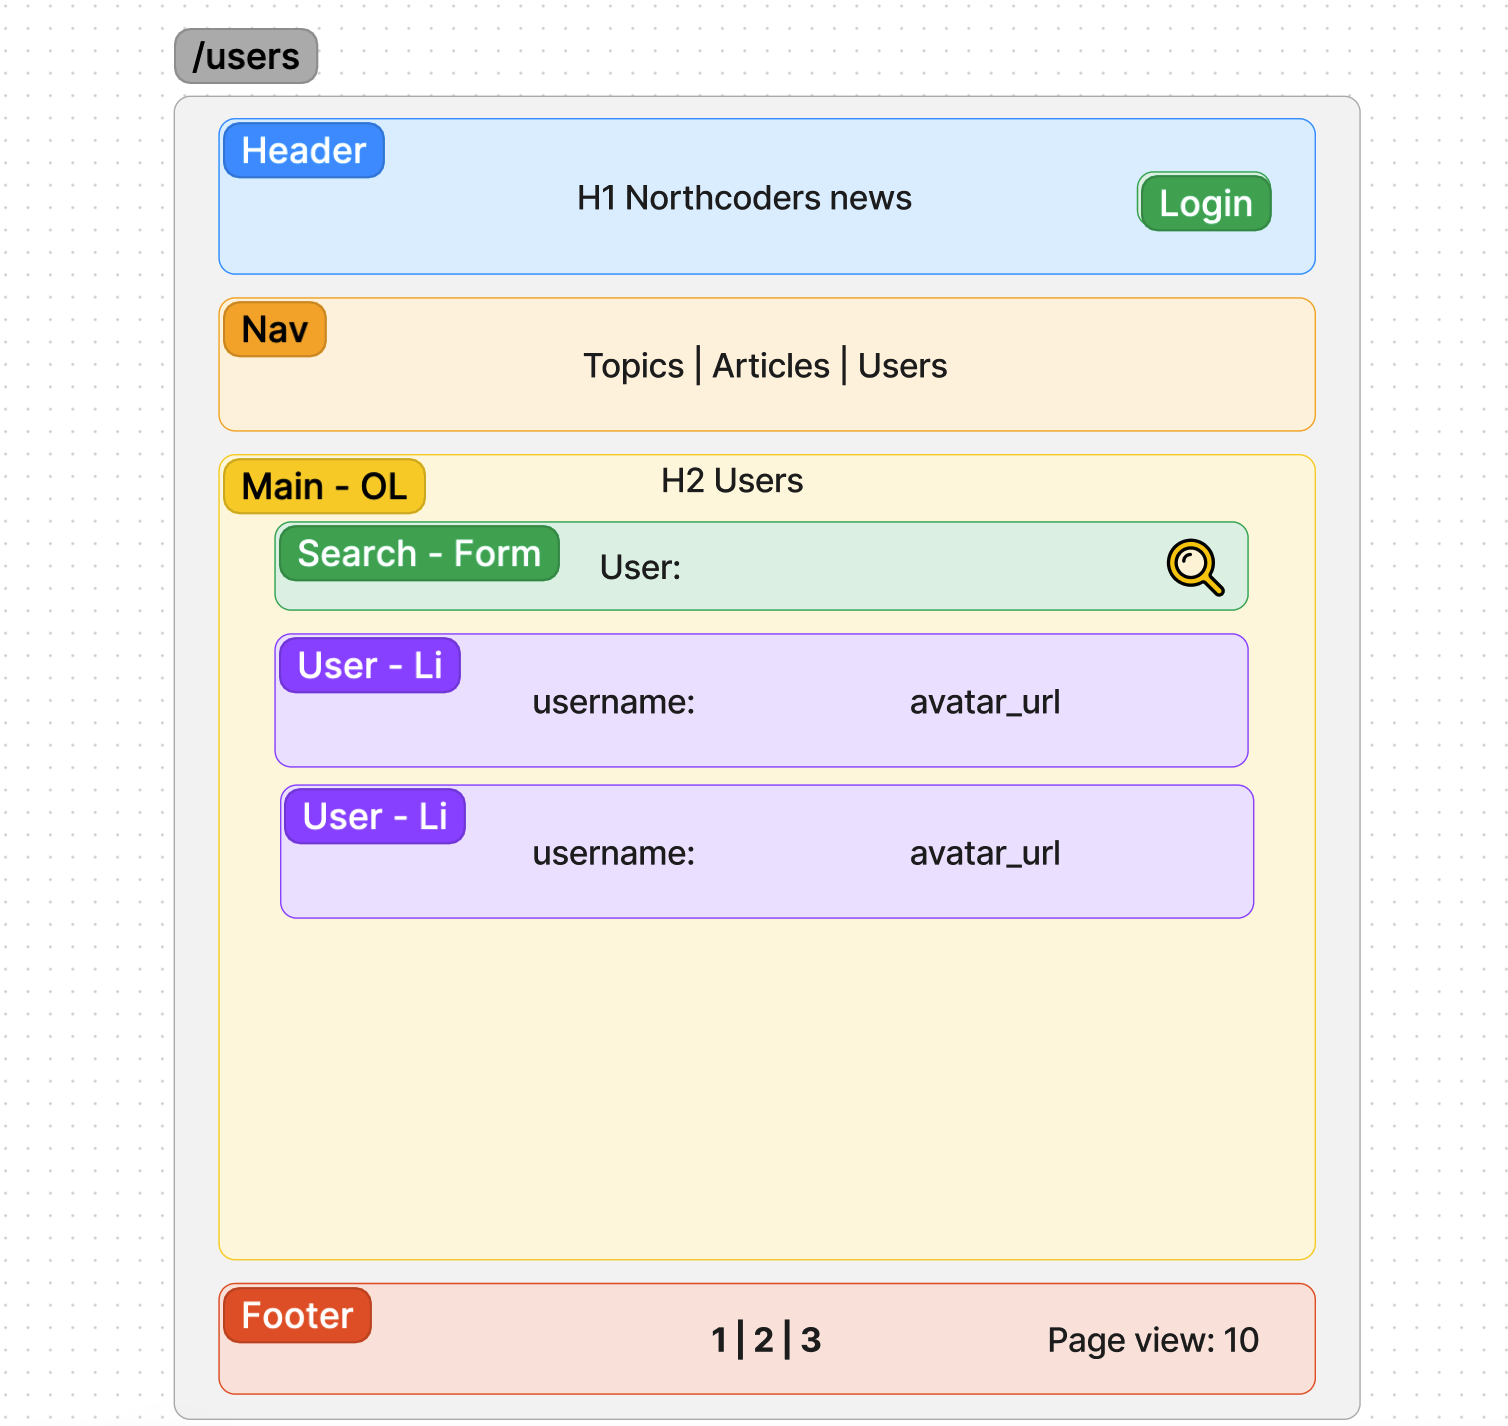 /users
Header
H1 Northcoders news
Login
Nav
Topics | Articles | Users
Main - OL
H2 Users
Search - Form
User:
User - Li
username: avatar_url
User - Li
username: avatar_url
Footer
1 | 2 | 3
Page view: 10